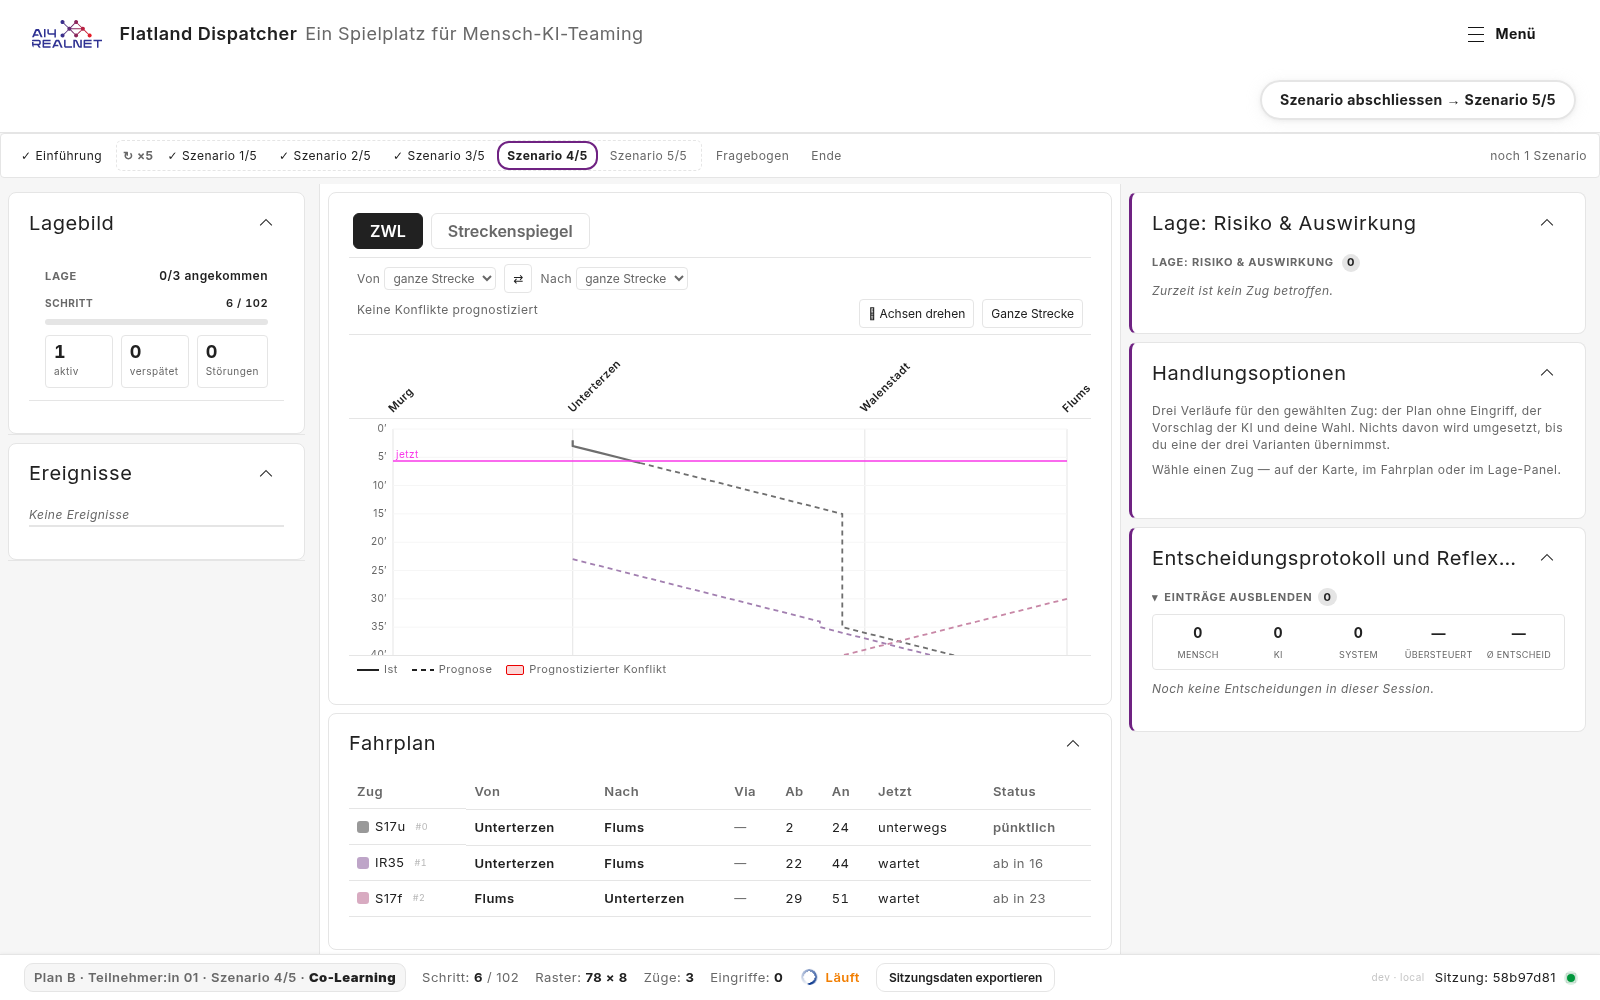 AI4
REALNET
Flatland Dispatcher Ein Spielplatz für Mensch-KI-Teaming
Menü
Szenario abschliessen → Szenario 5/5
✓ Einführung
↻ ×5
✓ Szenario 1/5
✓ Szenario 2/5
✓ Szenario 3/5
Szenario 4/5
Szenario 5/5
Fragebogen
Ende
noch 1 Szenario
Lagebild
LAGE 0/3 angekommen
SCHRITT 6 / 102
1 aktiv
0 verspätet
0 Störungen
Ereignisse
Keine Ereignisse
ZWL
Streckenspiegel
Von ganze Strecke ⇄ Nach ganze Strecke
Keine Konflikte prognostiziert
Achsen drehen
Ganze Strecke
Murg
Unterterzen
Walenstadt
Flums
0'
jetzt
5'
10'
15'
20'
25'
30'
35'
40'
Ist
Prognose
Prognostizierter Konflikt
Fahrplan
Zug Von Nach Via Ab An Jetzt Status
S17u #0 Unterterzen Flums — 2 24 unterwegs pünktlich
IR35 #1 Unterterzen Flums — 22 44 wartet ab in 16
S17f #2 Flums Unterterzen — 29 51 wartet ab in 23
Lage: Risiko & Auswirkung
LAGE: RISIKO & AUSWIRKUNG 0
Zurzeit ist kein Zug betroffen.
Handlungsoptionen
Drei Verläufe für den gewählten Zug: der Plan ohne Eingriff, der
Vorschlag der KI und deine Wahl. Nichts davon wird umgesetzt, bis
du eine der drei Varianten übernimmst.
Wähle einen Zug — auf der Karte, im Fahrplan oder im Lage-Panel.
Entscheidungsprotokoll und Reflex...
▾ EINTRÄGE AUSBLENDEN 0
0 0 0 — —
MENSCH KI SYSTEM ÜBERSTEUERT Ø ENTSCHEID
Noch keine Entscheidungen in dieser Session.
Plan B · Teilnehmer:in 01 · Szenario 4/5 · Co-Learning
Schritt: 6 / 102
Raster: 78 × 8
Züge: 3
Eingriffe: 0
Läuft
Sitzungsdaten exportieren
dev · local
Sitzung: 58b97d81